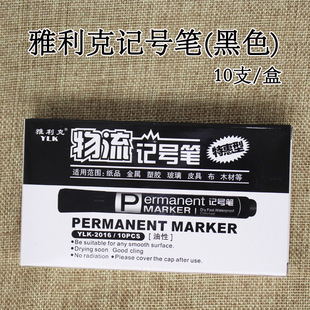 雅利克记号笔(黑色)
10支/盒
雅利克
YLK
物流记号笔
特惠型
适用范围:纸品 金属 塑胶 玻璃 皮具 布 木材等
Permanent 记号笔
MARKER Dry Fast Waterproof
PERMANENT MARKER
YLK-2016/10PCS [油性]
●Be suitable for any smooth surface.
●Drying soon Good cling
●No radiation ●Please cover the cap after use.